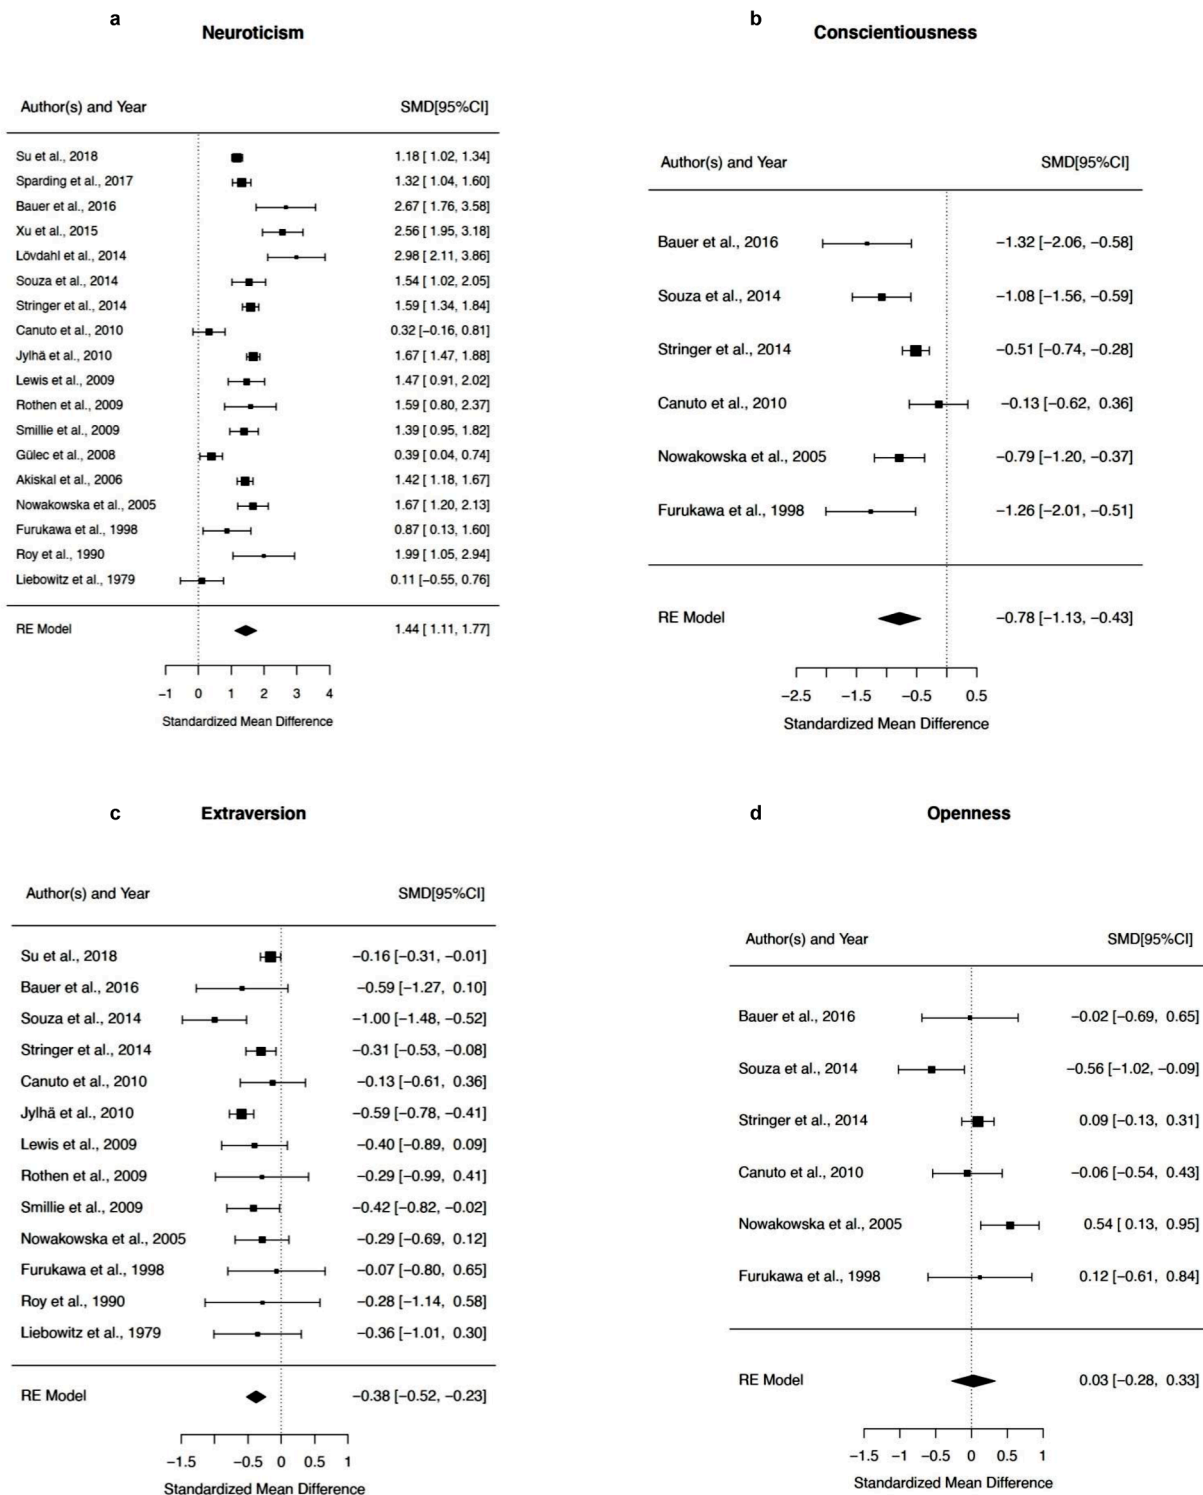 a
Neuroticism
Author(s) and Year SMD[95%CI]
Su et al., 2018 1.18 [ 1.02, 1.34]
Sparding et al., 2017 1.32 [ 1.04, 1.60]
Bauer et al., 2016 2.67 [ 1.76, 3.58]
Xu et al., 2015 2.56 [ 1.95, 3.18]
Lövdahl et al., 2014 2.98 [ 2.11, 3.86]
Souza et al., 2014 1.54 [ 1.02, 2.05]
Stringer et al., 2014 1.59 [ 1.34, 1.84]
Canuto et al., 2010 0.32 [−0.16, 0.81]
Jylhä et al., 2010 1.67 [ 1.47, 1.88]
Lewis et al., 2009 1.47 [ 0.91, 2.02]
Rothen et al., 2009 1.59 [ 0.80, 2.37]
Smillie et al., 2009 1.39 [ 0.95, 1.82]
Gülec et al., 2008 0.39 [ 0.04, 0.74]
Akiskal et al., 2006 1.42 [ 1.18, 1.67]
Nowakowska et al., 2005 1.67 [ 1.20, 2.13]
Furukawa et al., 1998 0.87 [ 0.13, 1.60]
Roy et al., 1990 1.99 [ 1.05, 2.94]
Liebowitz et al., 1979 0.11 [−0.55, 0.76]
RE Model 1.44 [ 1.11, 1.77]
−1 0 1 2 3 4
Standardized Mean Difference
b
Conscientiousness
Author(s) and Year SMD[95%CI]
Bauer et al., 2016 −1.32 [−2.06, −0.58]
Souza et al., 2014 −1.08 [−1.56, −0.59]
Stringer et al., 2014 −0.51 [−0.74, −0.28]
Canuto et al., 2010 −0.13 [−0.62, 0.36]
Nowakowska et al., 2005 −0.79 [−1.20, −0.37]
Furukawa et al., 1998 −1.26 [−2.01, −0.51]
RE Model −0.78 [−1.13, −0.43]
−2.5 −1.5 −0.5 0.5
Standardized Mean Difference
c
Extraversion
Author(s) and Year SMD[95%CI]
Su et al., 2018 −0.16 [−0.31, −0.01]
Bauer et al., 2016 −0.59 [−1.27, 0.10]
Souza et al., 2014 −1.00 [−1.48, −0.52]
Stringer et al., 2014 −0.31 [−0.53, −0.08]
Canuto et al., 2010 −0.13 [−0.61, 0.36]
Jylhä et al., 2010 −0.59 [−0.78, −0.41]
Lewis et al., 2009 −0.40 [−0.89, 0.09]
Rothen et al., 2009 −0.29 [−0.99, 0.41]
Smillie et al., 2009 −0.42 [−0.82, −0.02]
Nowakowska et al., 2005 −0.29 [−0.69, 0.12]
Furukawa et al., 1998 −0.07 [−0.80, 0.65]
Roy et al., 1990 −0.28 [−1.14, 0.58]
Liebowitz et al., 1979 −0.36 [−1.01, 0.30]
RE Model −0.38 [−0.52, −0.23]
−1.5 −0.5 0 0.5 1
Standardized Mean Difference
d
Openness
Author(s) and Year SMD[95%CI]
Bauer et al., 2016 −0.02 [−0.69, 0.65]
Souza et al., 2014 −0.56 [−1.02, −0.09]
Stringer et al., 2014 0.09 [−0.13, 0.31]
Canuto et al., 2010 −0.06 [−0.54, 0.43]
Nowakowska et al., 2005 0.54 [ 0.13, 0.95]
Furukawa et al., 1998 0.12 [−0.61, 0.84]
RE Model 0.03 [−0.28, 0.33]
−1.5 −1 −0.5 0 0.5 1
Standardized Mean Difference